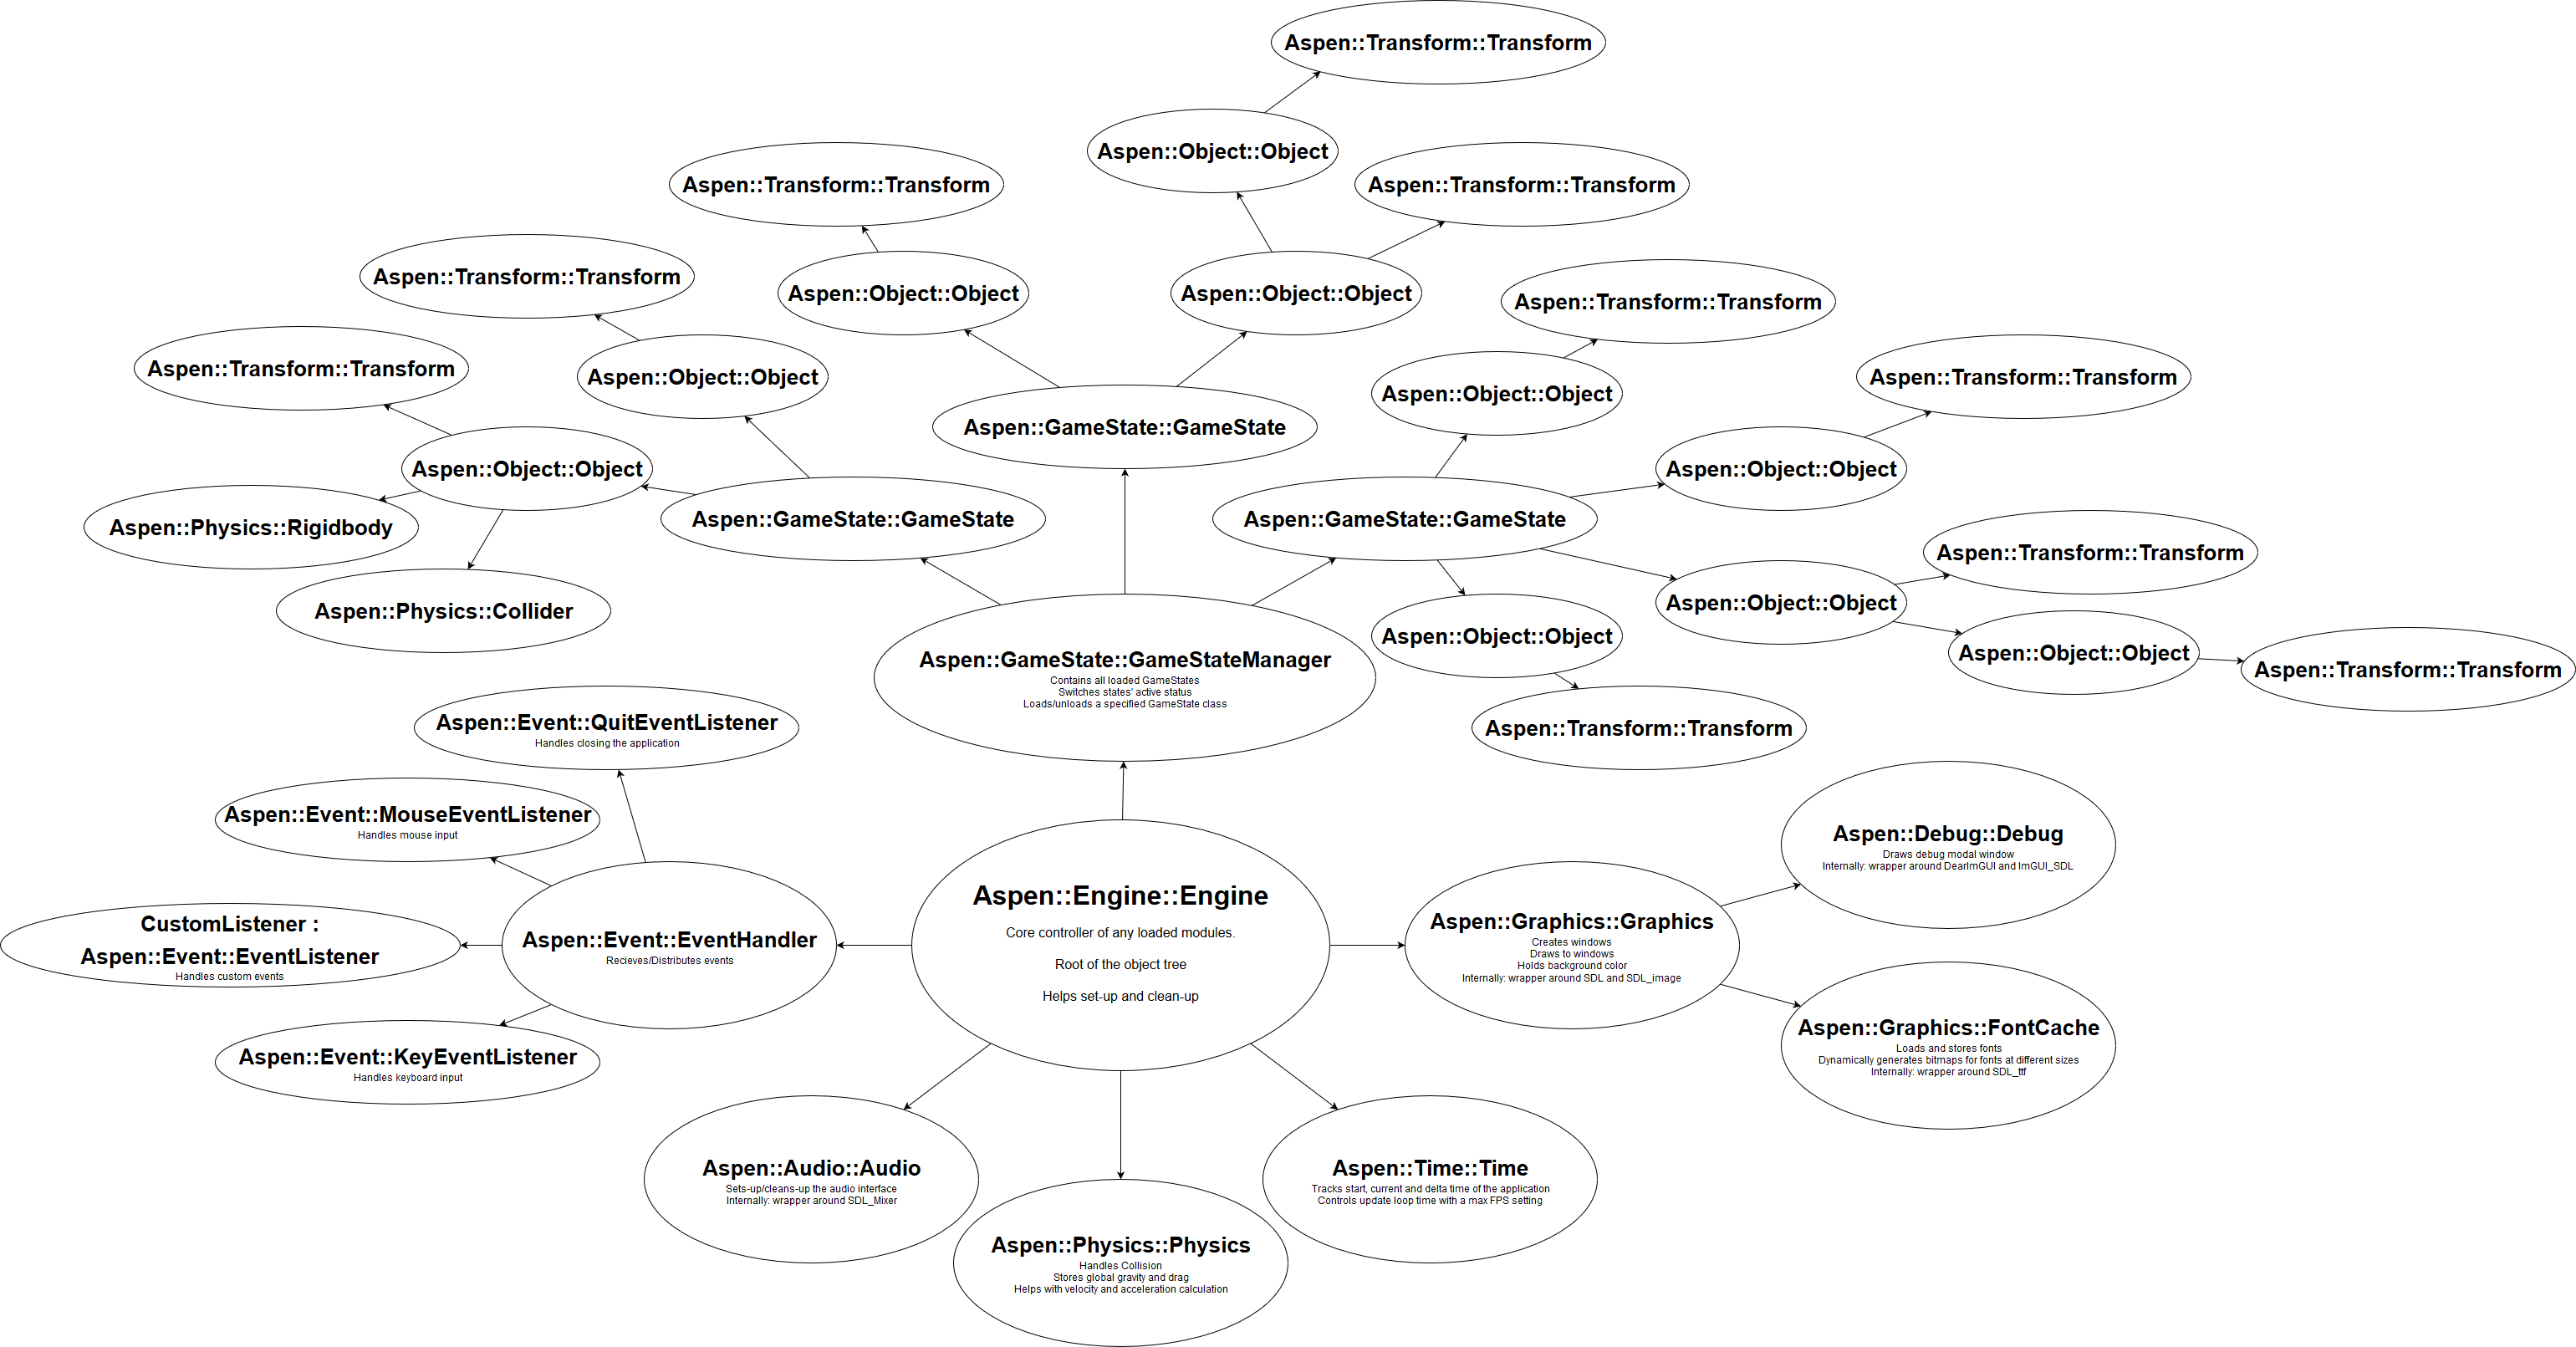 Aspen::Transform::Transform
Aspen::Object::Object
Aspen::Transform::Transform
Aspen::Transform::Transform
Aspen::Transform::Transform
Aspen::Object::Object
Aspen::Object::Object
Aspen::Transform::Transform
Aspen::Transform::Transform
Aspen::Object::Object
Aspen::Transform::Transform
Aspen::Object::Object
Aspen::GameState::GameState
Aspen::Object::Object
Aspen::Object::Object
Aspen::Physics::Rigidbody
Aspen::GameState::GameState
Aspen::GameState::GameState
Aspen::Transform::Transform
Aspen::Physics::Collider
Aspen::Object::Object
Aspen::Object::Object
Aspen::Object::Object
Aspen::Transform::Transform
Aspen::GameState::GameStateManager
Contains all loaded GameStates
Switches states' active status
Loads/unloads a specified GameState class
Aspen::Event::QuitEventListener
Handles closing the application
Aspen::Transform::Transform
Aspen::Event::MouseEventListener
Handles mouse input
Aspen::Debug::Debug
Draws debug modal window
Internally: wrapper around DearImGUI and ImGUI_SDL
CustomListener :
Aspen::Event::EventListener
Handles custom events
Aspen::Event::EventHandler
Recieves/Distributes events
Aspen::Engine::Engine
Core controller of any loaded modules.
Root of the object tree
Helps set-up and clean-up
Aspen::Graphics::Graphics
Creates windows
Draws to windows
Holds background color
Internally: wrapper around SDL and SDL_image
Aspen::Graphics::FontCache
Loads and stores fonts
Dynamically generates bitmaps for fonts at different sizes
Internally: wrapper around SDL_ttf
Aspen::Event::KeyEventListener
Handles keyboard input
Aspen::Audio::Audio
Sets-up/cleans-up the audio interface
Internally: wrapper around SDL_Mixer
Aspen::Time::Time
Tracks start, current and delta time of the application
Controls update loop time with a max FPS setting
Aspen::Physics::Physics
Handles Collision
Stores global gravity and drag
Helps with velocity and acceleration calculation